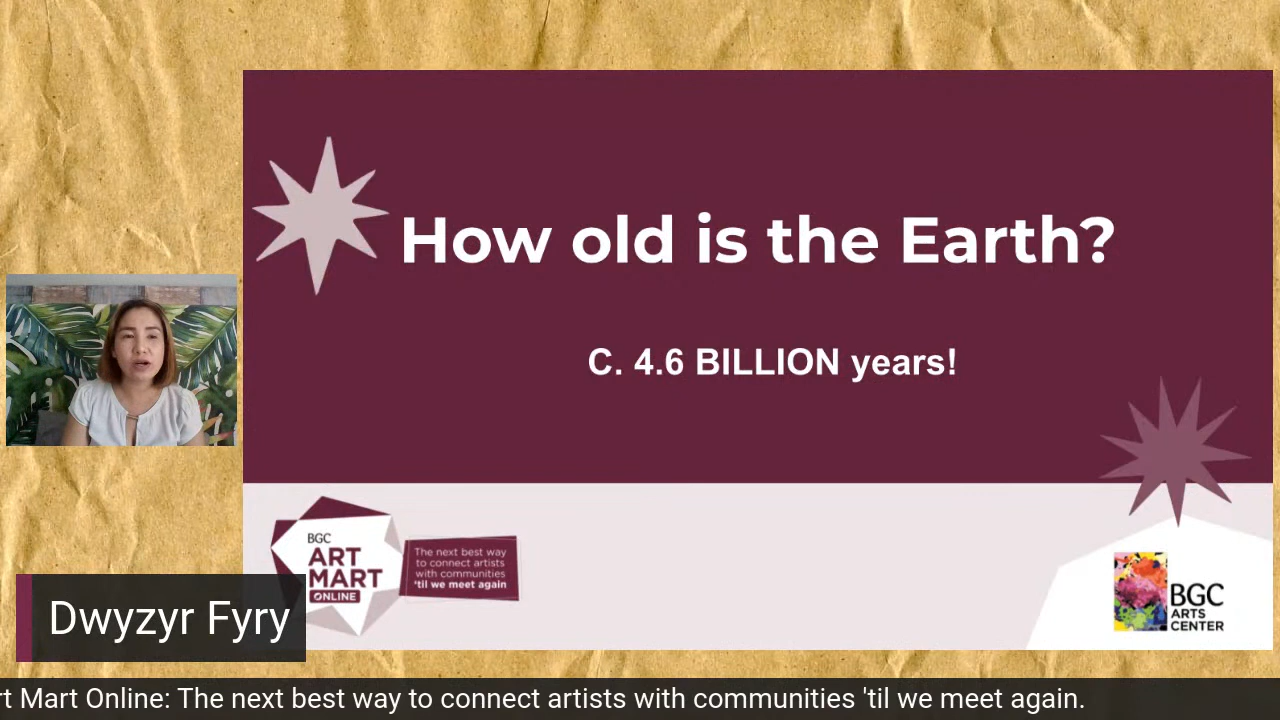 How old is the Earth?
C. 4.6 BILLION years!
BGC
ART
MART
ONLINE
The next best way
to connect artists
with communities
'til we meet again
BGC
ARTS
CENTER
Dwyzyr Fyry
rt Mart Online: The next best way to connect artists with communities 'til we meet again.